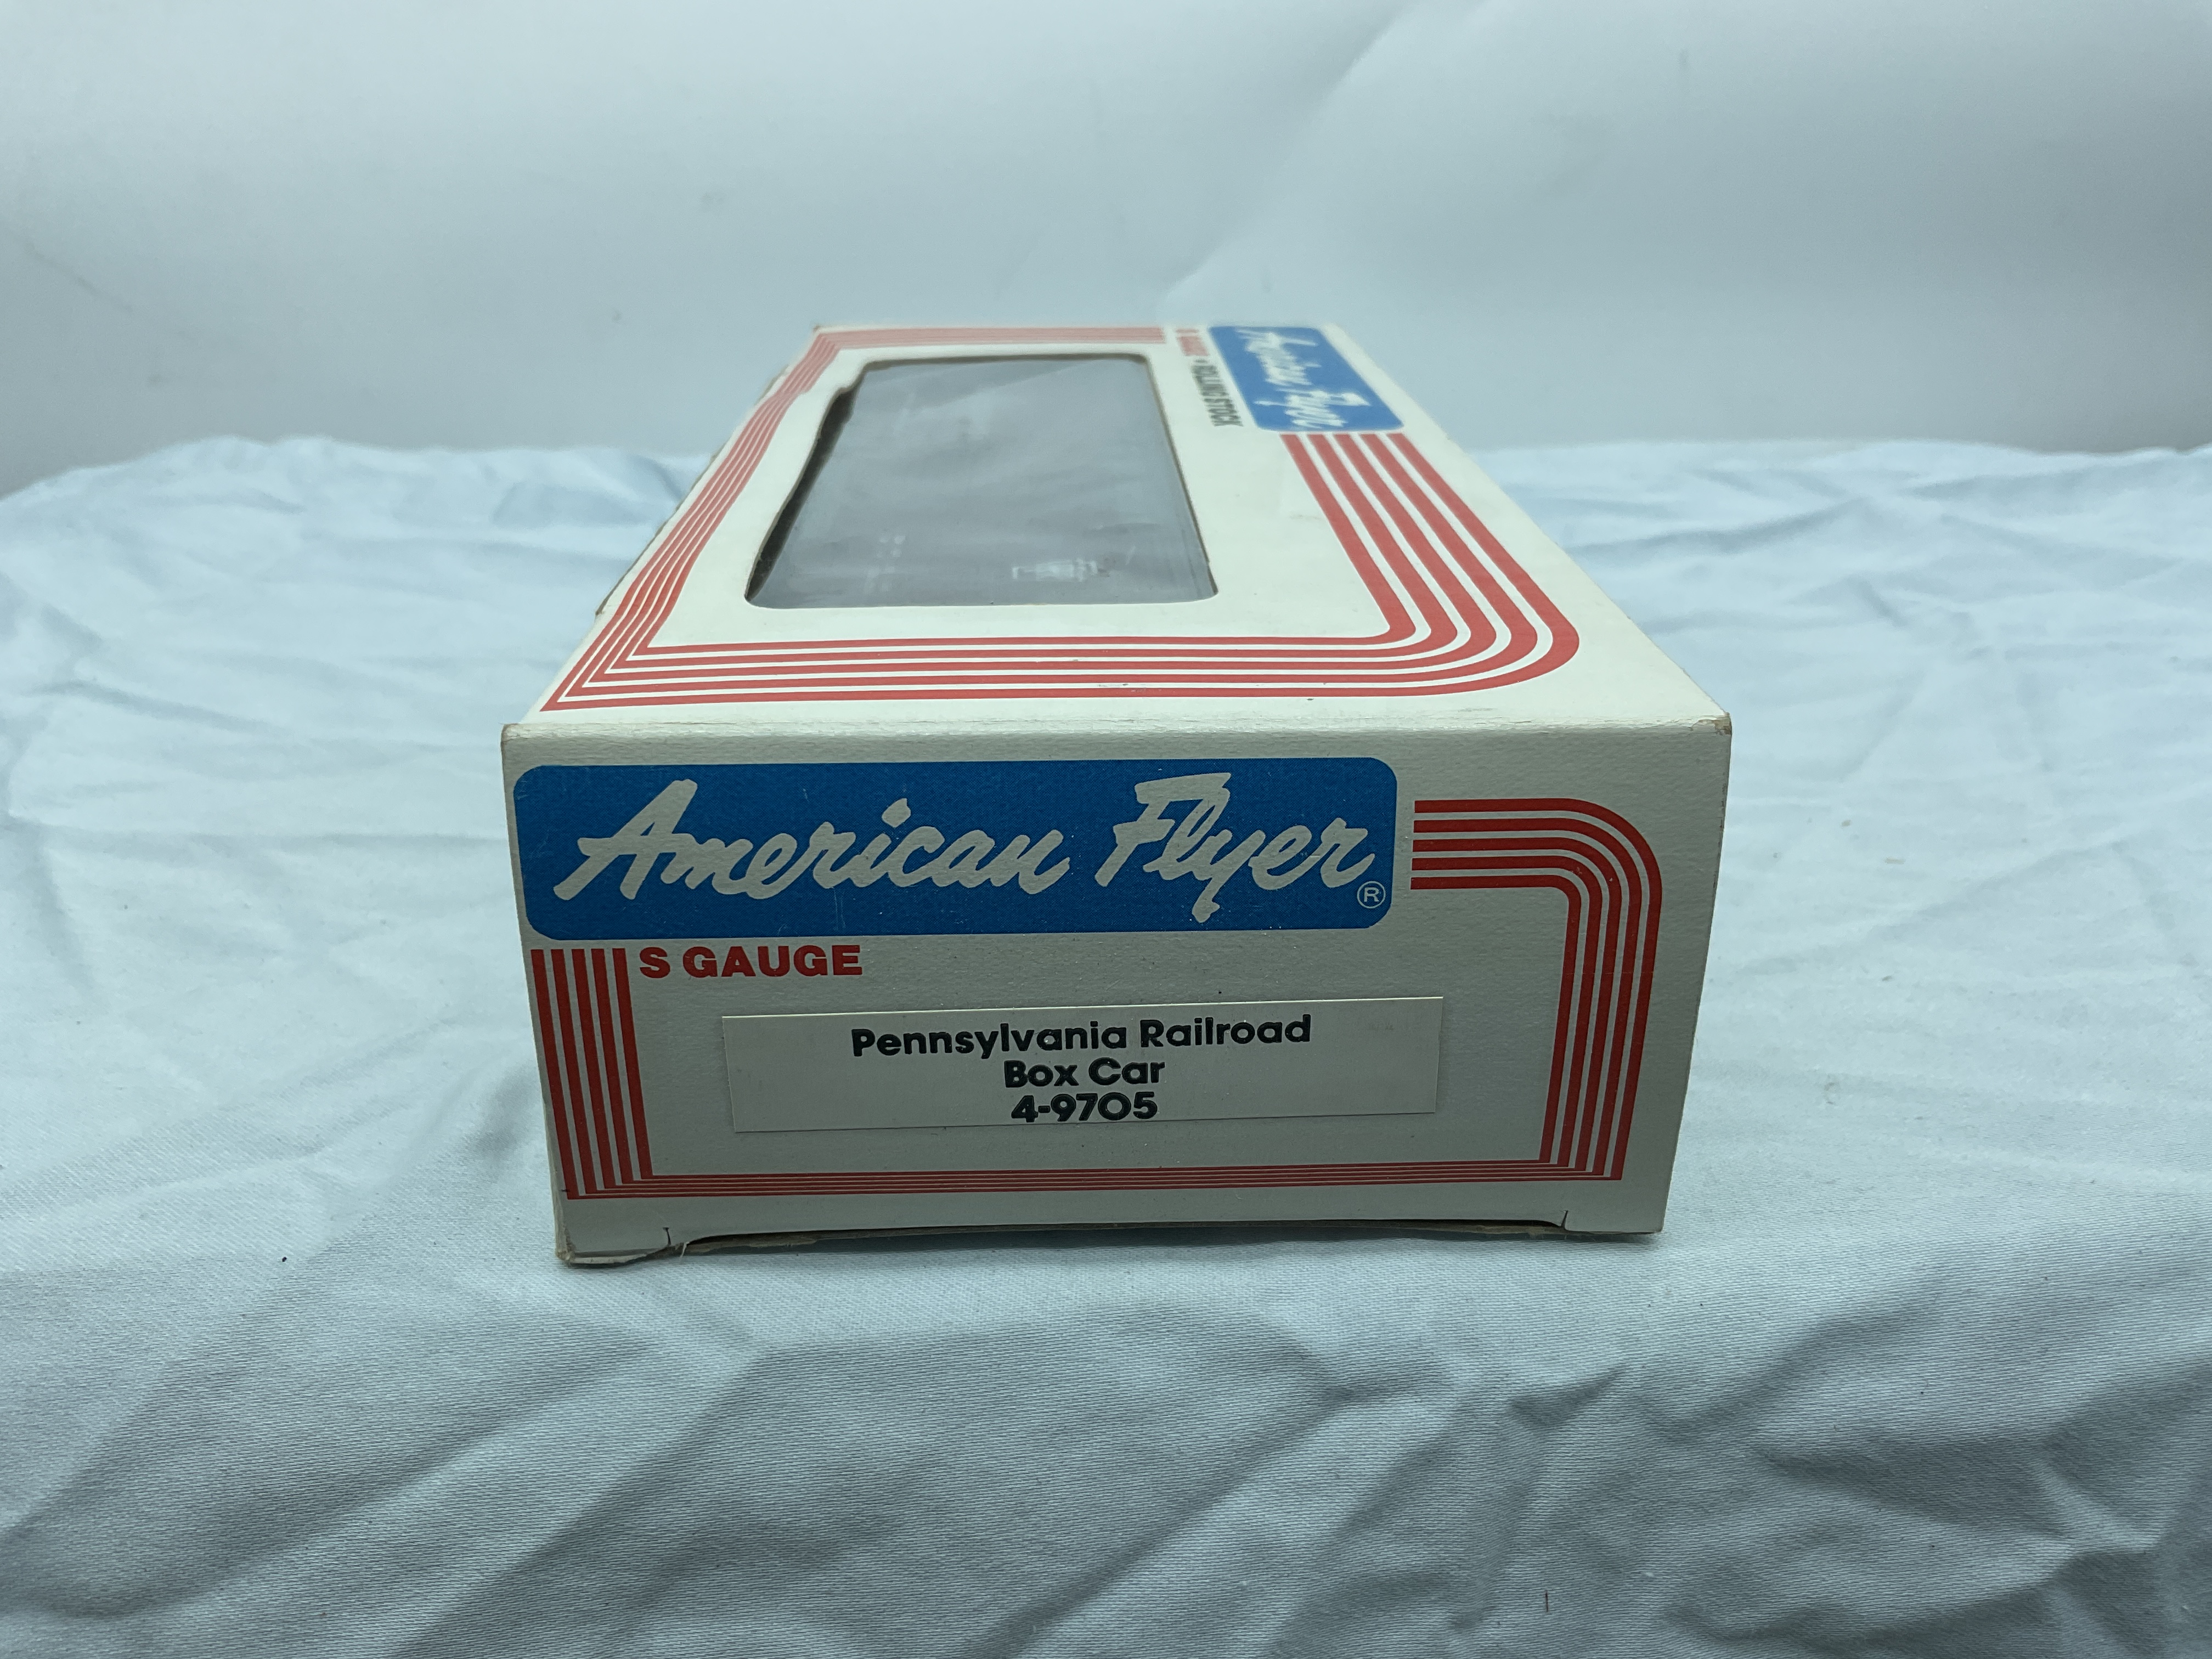 American Flyer
S GAUGE
• ROLLING STOCK
American Flyer ®
S GAUGE
Pennsylvania Railroad
Box Car
4-9705